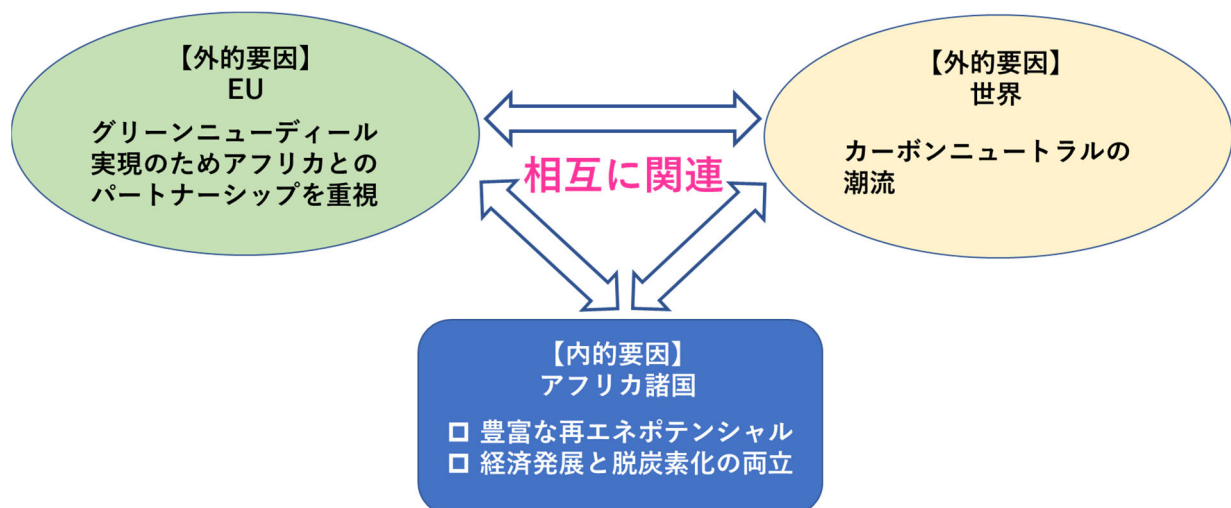 【外的要因】
EU
グリーンニューディール
実現のためアフリカとの
パートナーシップを重視
【外的要因】
世界
カーボンニュートラルの
潮流
相互に関連
【内的要因】
アフリカ諸国
豊富な再エネポテンシャル
経済発展と脱炭素化の両立